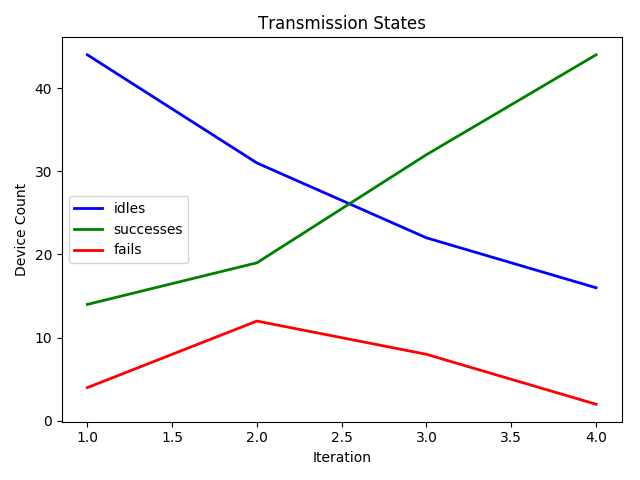 Transmission States
Device Count
40
30
20
10
0
idles
successes
fails
1.0 1.5 2.0 2.5 3.0 3.5 4.0
Iteration